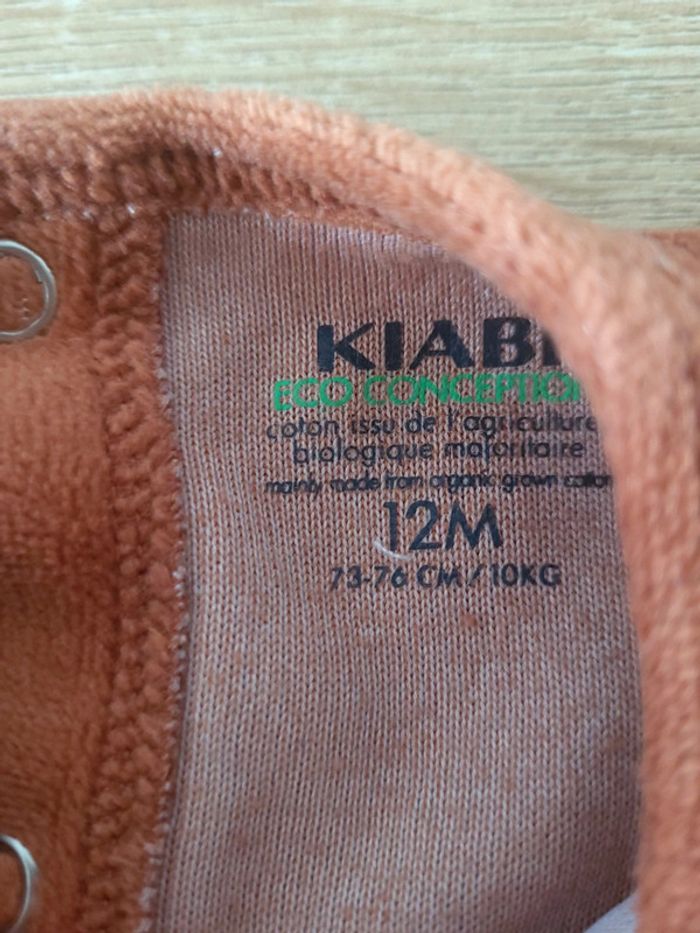 KIABI
ECO CONCEPTION
coton issu de l'agriculture
biologique majoritaire
mainly made from organic grown cotton
12M
73-76 CM / 10KG